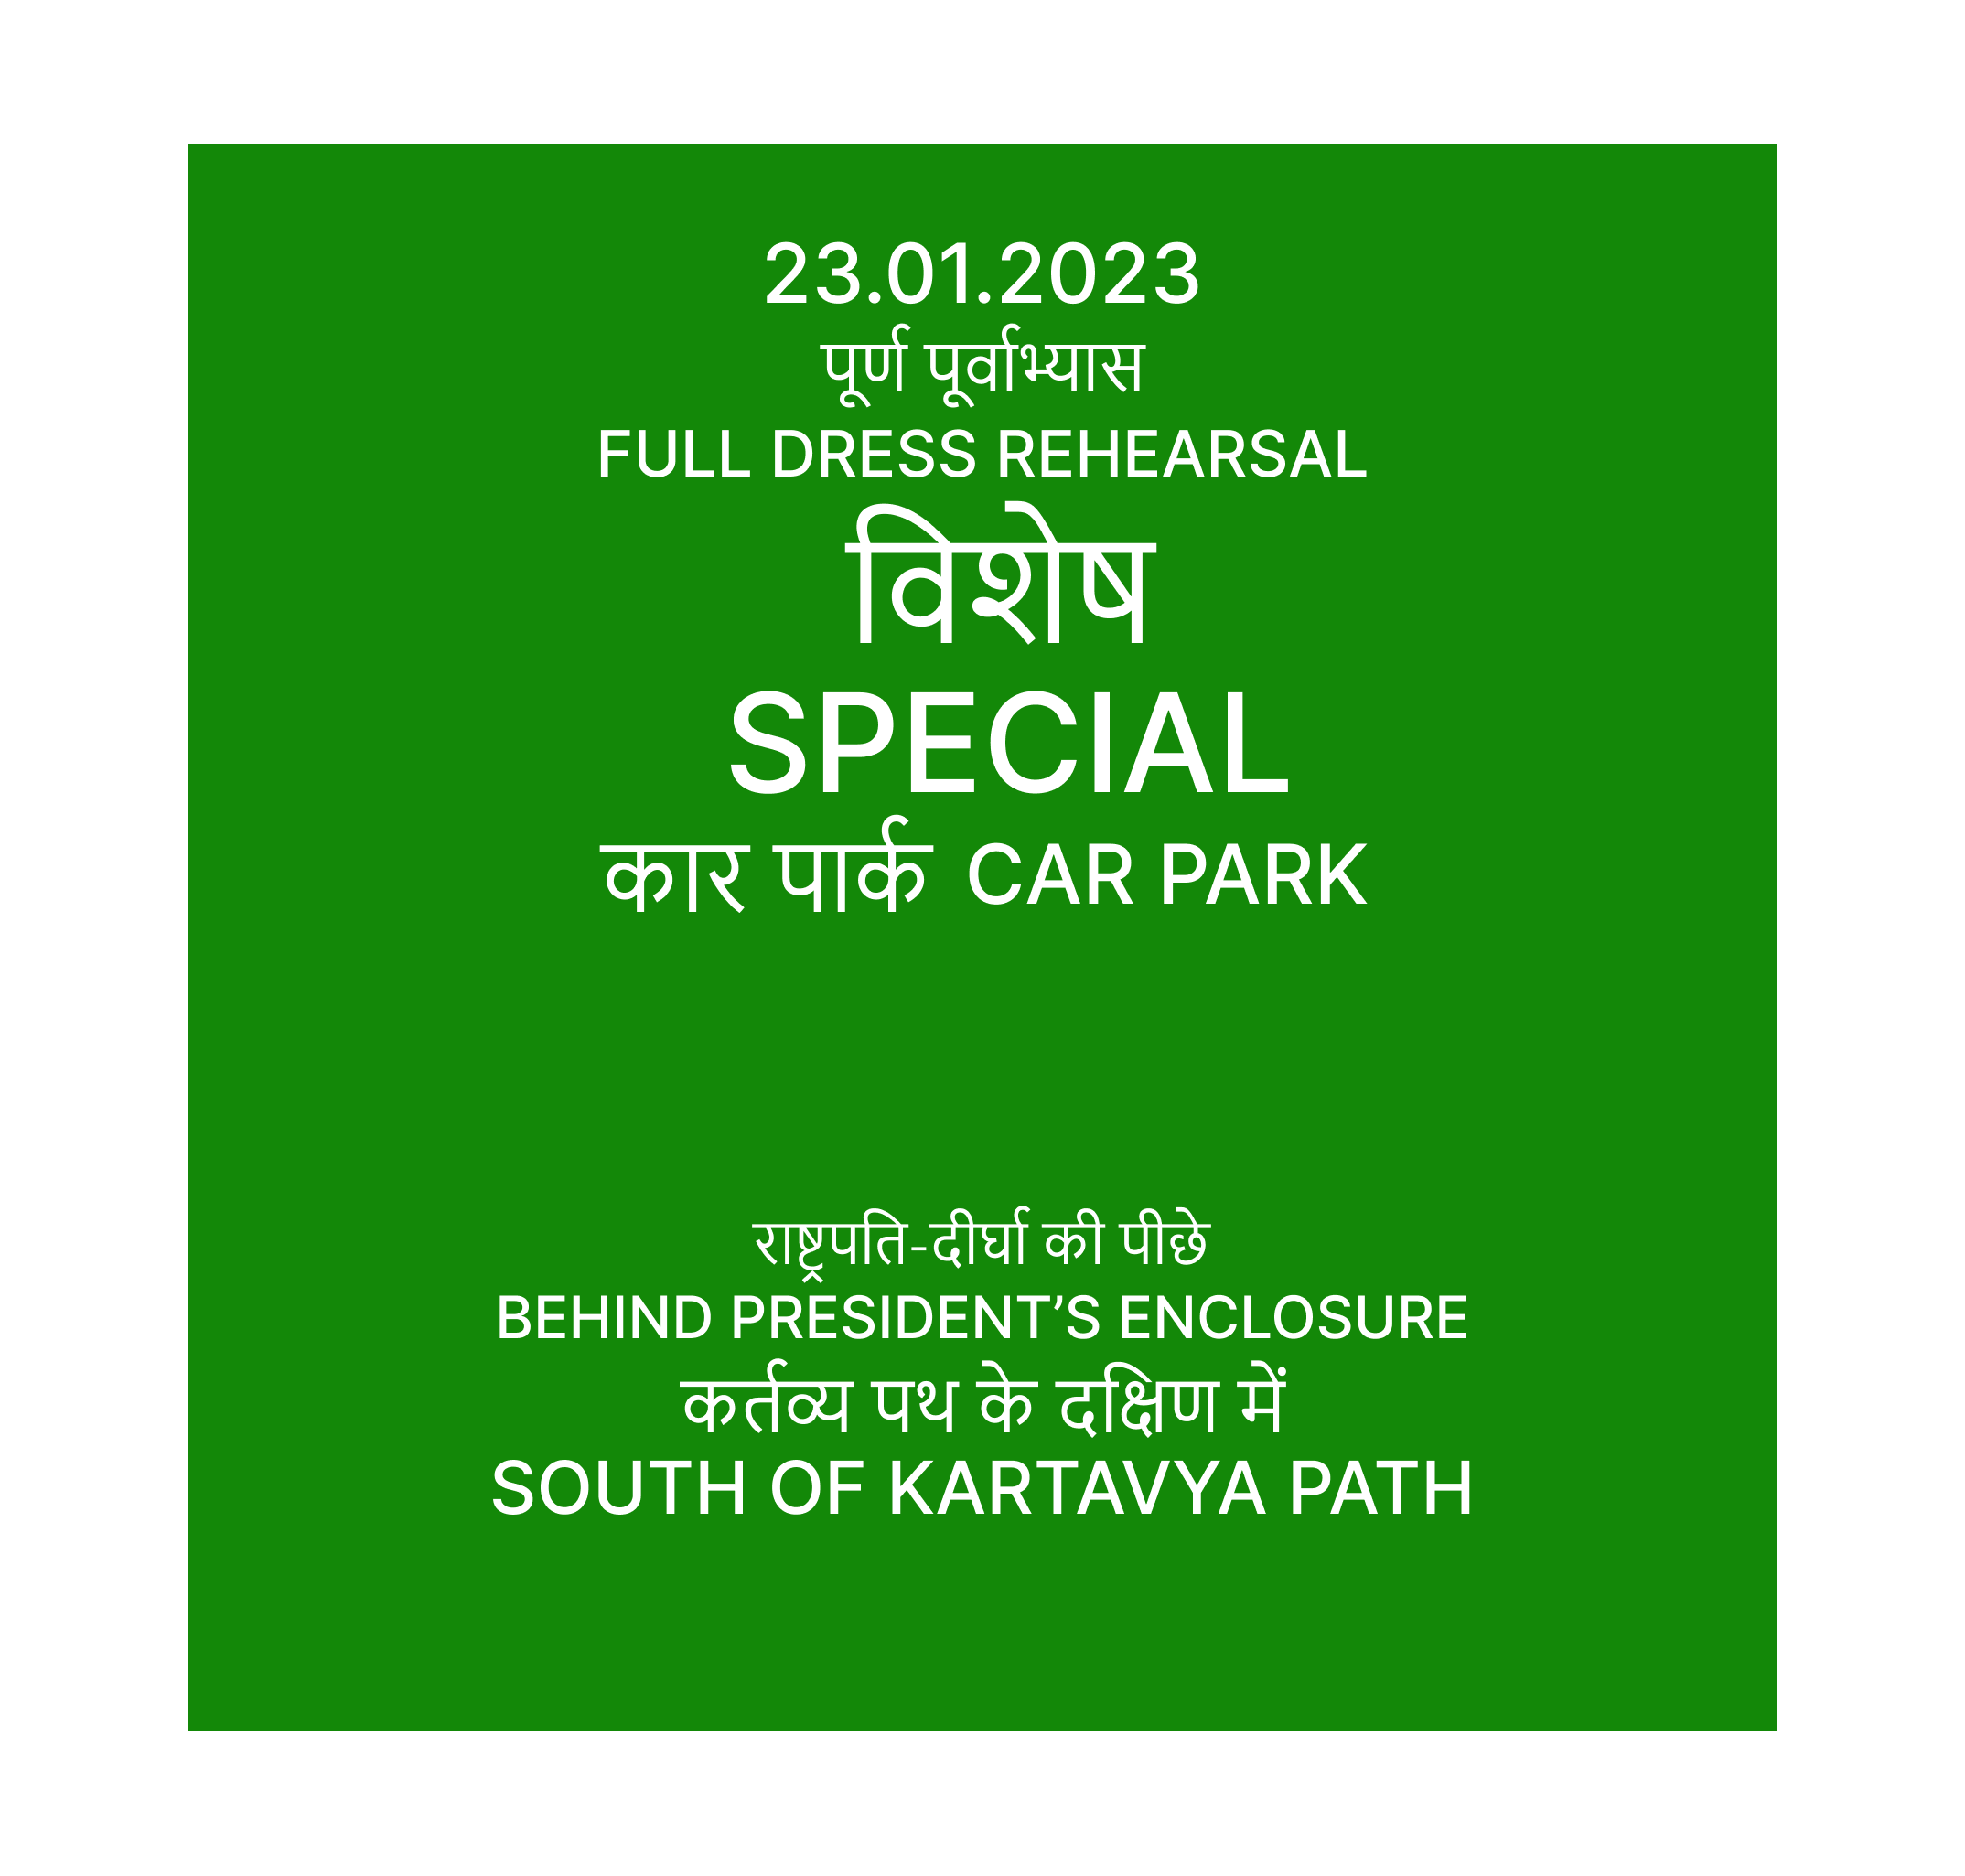 23.01.2023
पूर्ण पूर्वाभ्यास
FULL DRESS REHEARSAL
विशेष
SPECIAL
कार पार्क CAR PARK
राष्ट्रपति-दीर्घा की पीछे
BEHIND PRESIDENT'S ENCLOSURE
कर्तव्य पथ के दक्षिण में
SOUTH OF KARTAVYA PATH